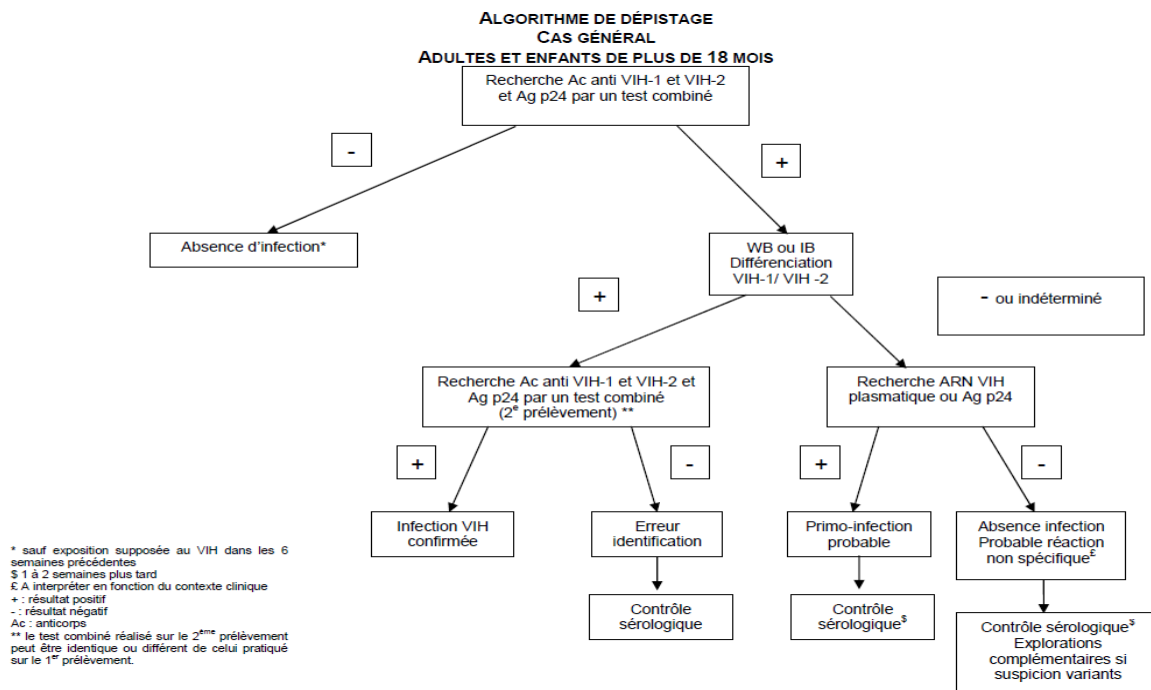 ALGORITHME DE DÉPISTAGE
CAS GÉNÉRAL
ADULTES ET ENFANTS DE PLUS DE 18 MOIS
Recherche Ac anti VIH-1 et VIH-2
et Ag p24 par un test combiné
-
+
Absence d'infection*
WB ou IB
Différenciation
VIH-1/ VIH -2
+
- ou indéterminé
Recherche Ac anti VIH-1 et VIH-2 et
Ag p24 par un test combiné
(2e prélèvement) **
Recherche ARN VIH
plasmatique ou Ag p24
+
-
+
-
Infection VIH
confirmée
Erreur
identification
Primo-infection
probable
Absence infection
Probable réaction
non spécifique£
Contrôle
sérologique
Contrôle
sérologique$
Contrôle sérologique$
Explorations
complémentaires si
suspicion variants
* sauf exposition supposée au VIH dans les 6
semaines précédentes
$ 1 à 2 semaines plus tard
£ A interpréter en fonction du contexte clinique
+ : résultat positif
- : résultat négatif
Ac : anticorps
** le test combiné réalisé sur le 2ème prélèvement
peut être identique ou différent de celui pratiqué
sur le 1er prélèvement.